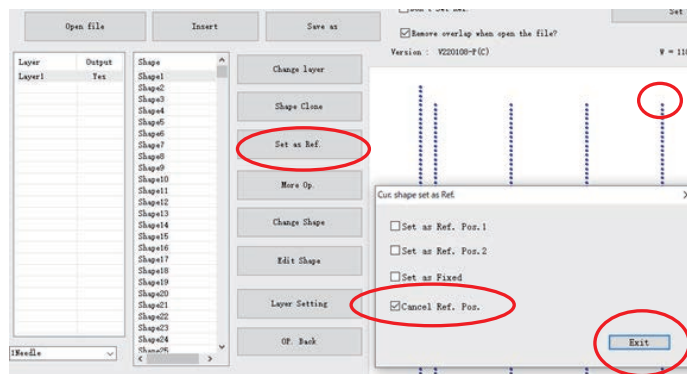 Open file
Insert
Save as
Set
Remove overlap when open the file?
Version : V220108-P(C)
Layer Output
Layer1 Yes
Shape
Shape1
Shape2
Shape3
Shape4
Shape5
Shape6
Shape7
Shape8
Shape9
Shape10
Shape11
Shape12
Shape13
Shape14
Shape15
Shape16
Shape17
Shape18
Shape19
Shape20
Shape21
Shape22
Shape23
Shape24
Shape25
Change layer
Shape Clone
Set as Ref.
More Op.
Change Shape
Edit Shape
Layer Setting
OP. Back
Cur. shape set as Ref.
Set as Ref. Pos.1
Set as Ref. Pos.2
Set as Fixed
Cancel Ref. Pos.
Exit